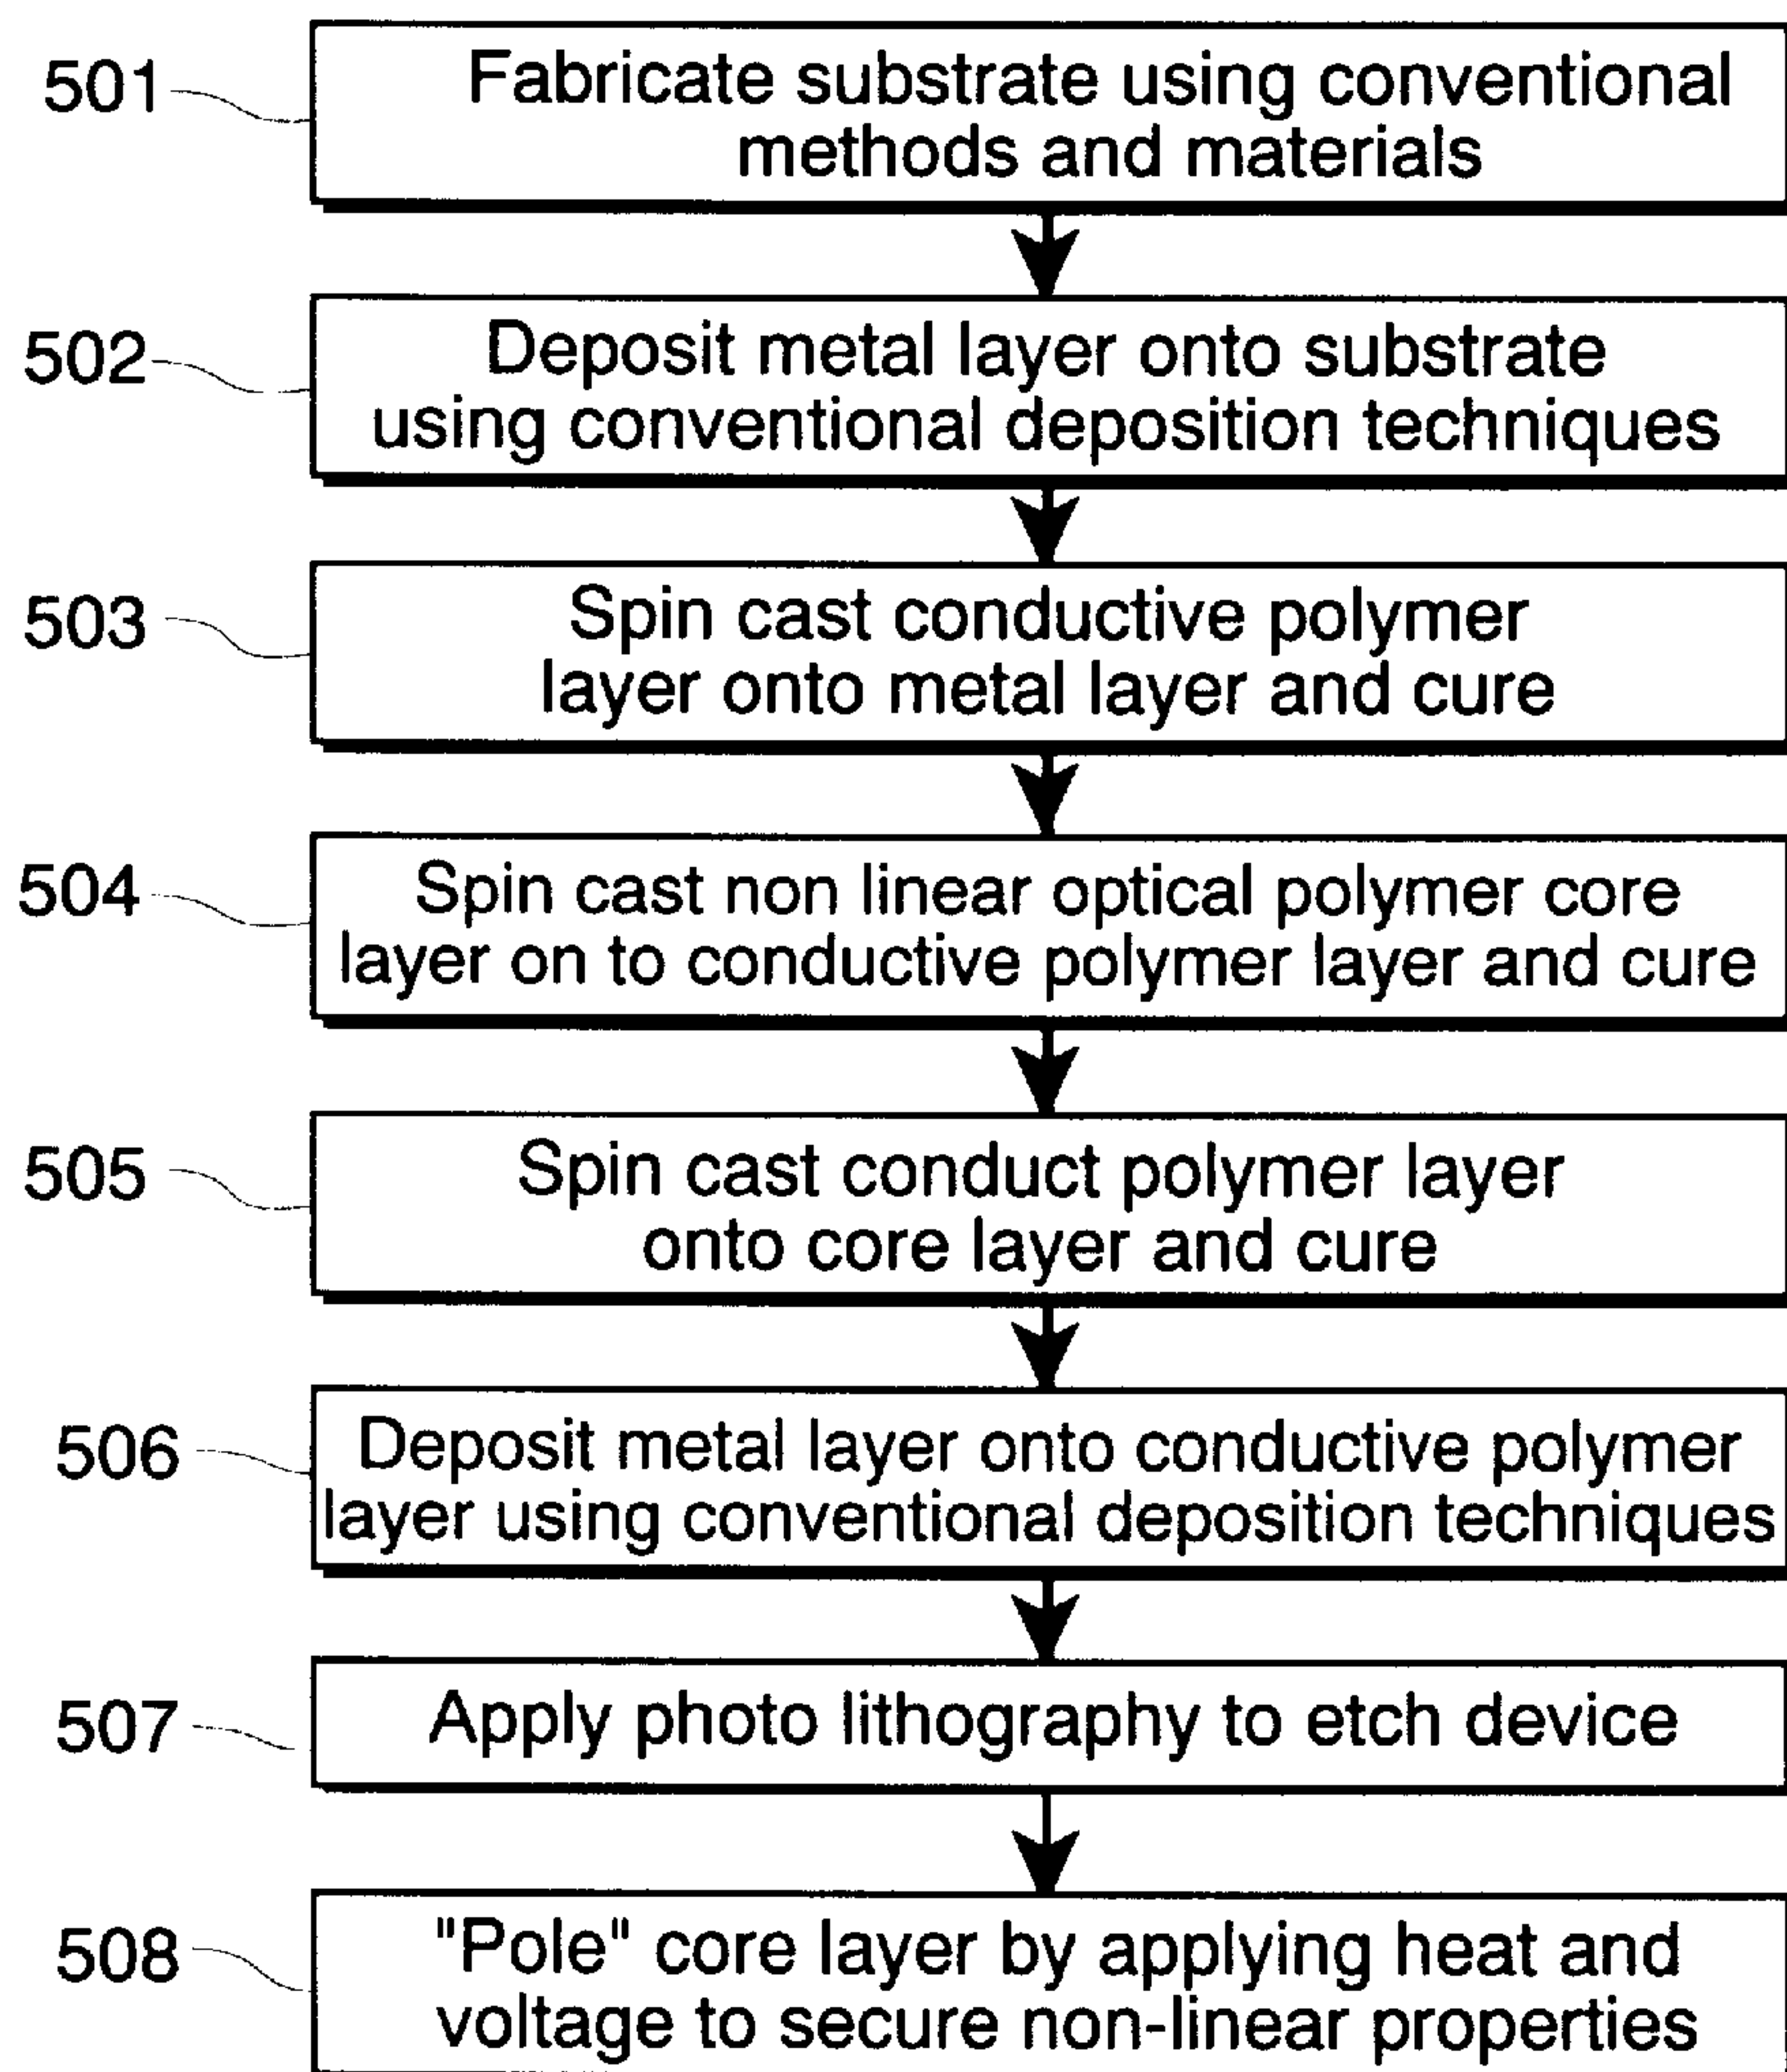 501
Fabricate substrate using conventional
methods and materials
502
Deposit metal layer onto substrate
using conventional deposition techniques
503
Spin cast conductive polymer
layer onto metal layer and cure
504
Spin cast non linear optical polymer core
layer on to conductive polymer layer and cure
505
Spin cast conduct polymer layer
onto core layer and cure
506
Deposit metal layer onto conductive polymer
layer using conventional deposition techniques
507
Apply photo lithography to etch device
508
"Pole" core layer by applying heat and
voltage to secure non-linear properties